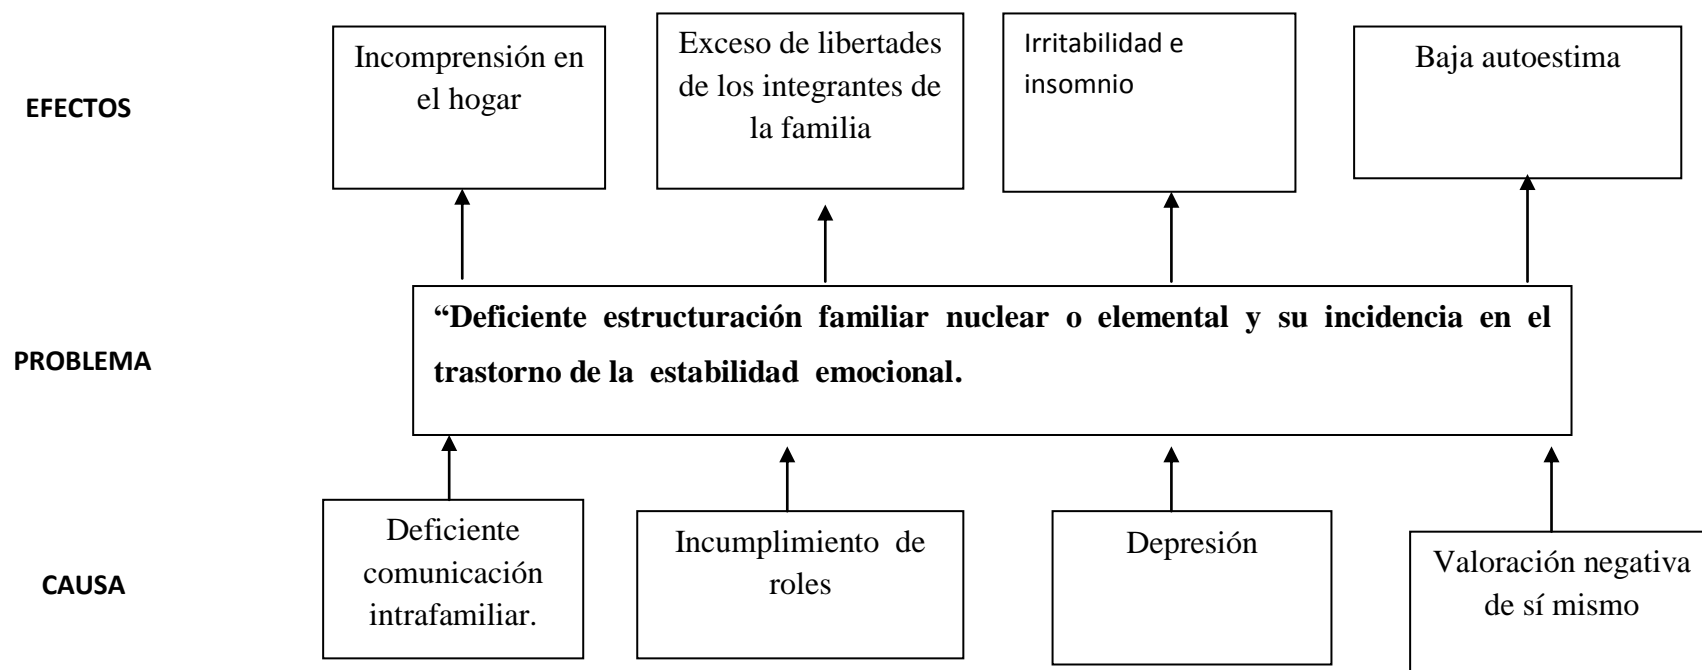 EFECTOS
Incomprensión en
el hogar
Exceso de libertades
de los integrantes de
la familia
Irritabilidad e
insomnio
Baja autoestima
PROBLEMA
“Deficiente estructuración familiar nuclear o elemental y su incidencia en el
trastorno de la estabilidad emocional.
CAUSA
Deficiente
comunicación
intrafamiliar.
Incumplimiento de
roles
Depresión
Valoración negativa
de sí mismo